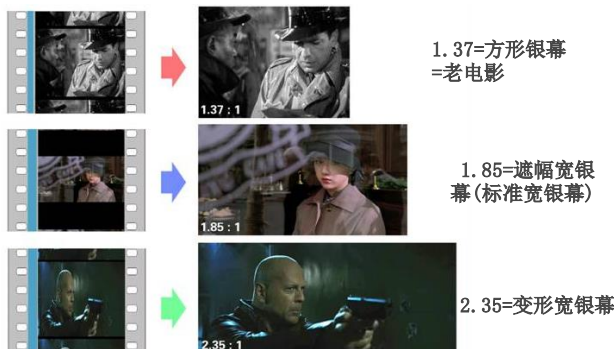 1.37=方形银幕
=老电影
1.37 : 1
1.85=遮幅宽银
幕(标准宽银幕)
1.85 : 1
2.35=变形宽银幕
2.35 : 1